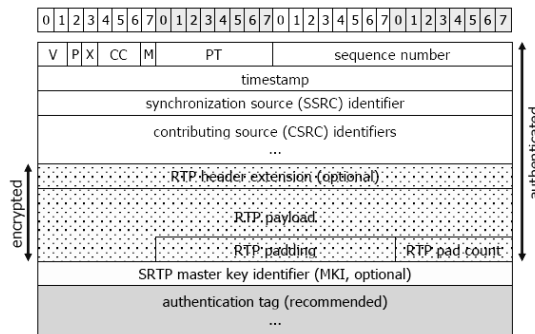 0 1 2 3 4 5 6 7 0 1 2 3 4 5 6 7 0 1 2 3 4 5 6 7 0 1 2 3 4 5 6 7
V P X CC M PT sequence number
timestamp
synchronization source (SSRC) identifier
contributing source (CSRC) identifiers
...
RTP header extension (optional)
RTP payload
RTP padding RTP pad count
SRTP master key identifier (MKI, optional)
authentication tag (recommended)
...
encrypted
authenticated